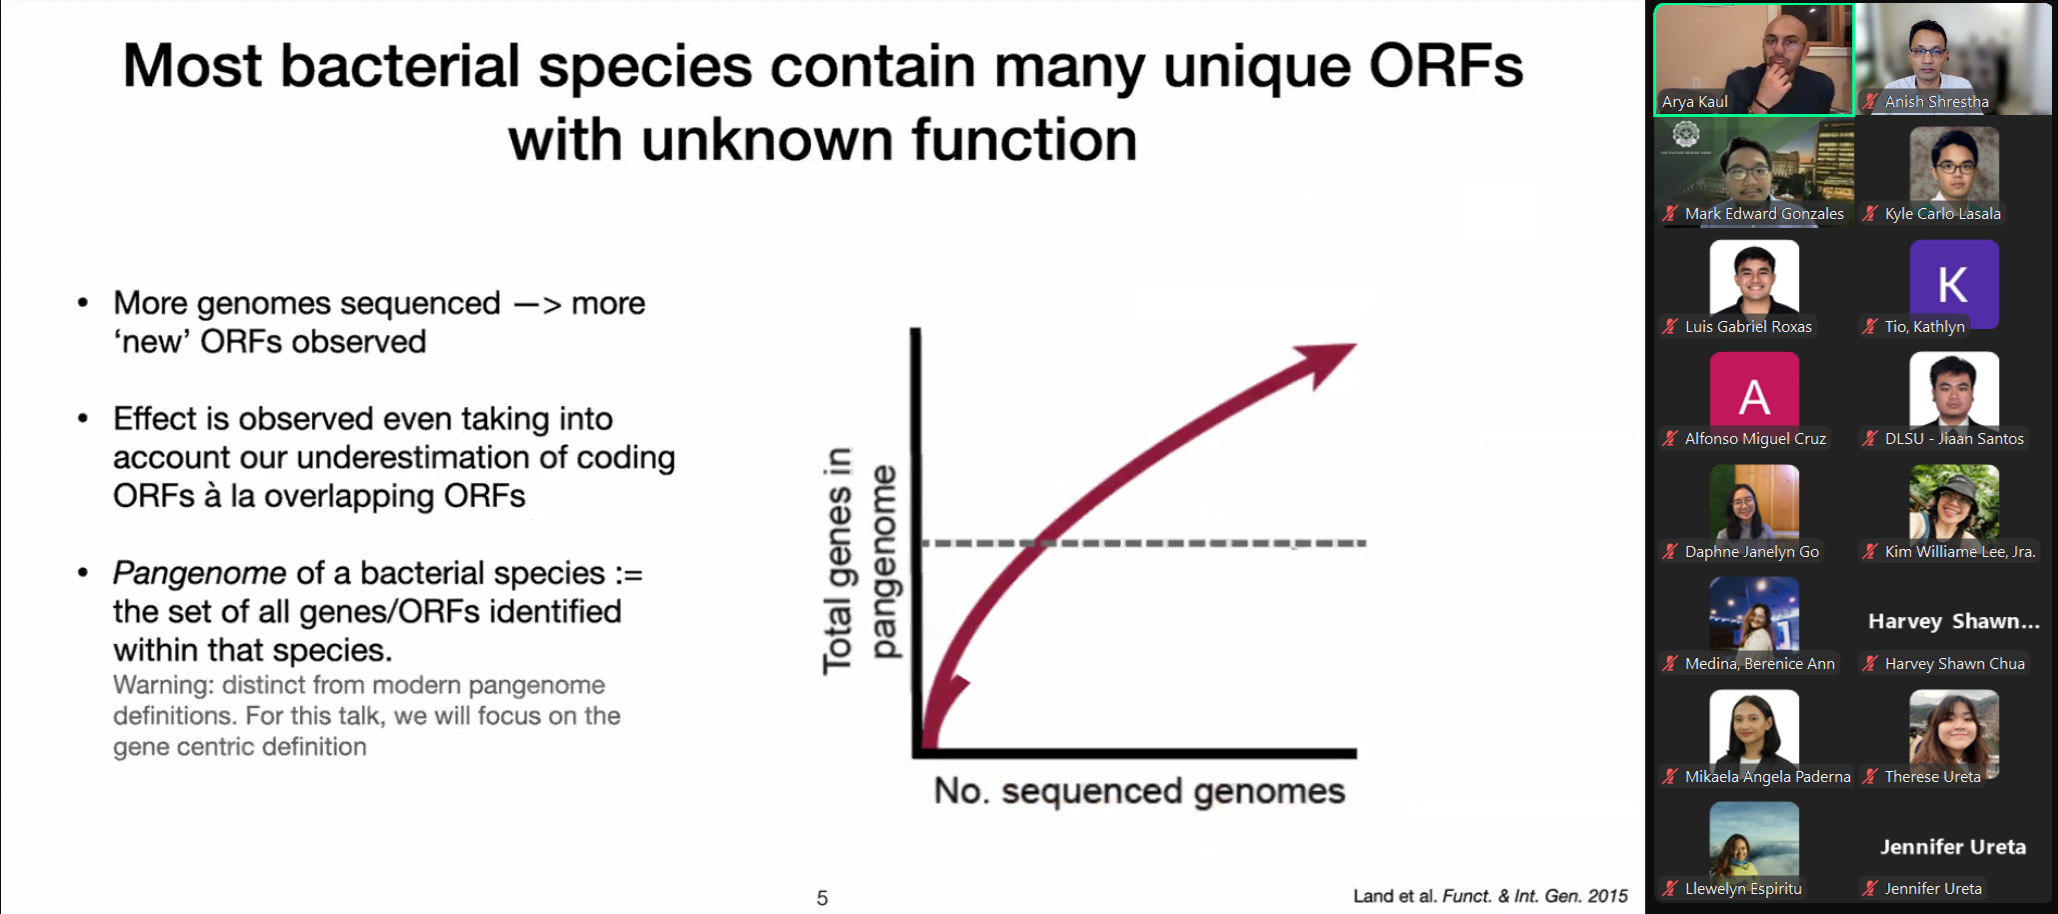 Most bacterial species contain many unique ORFs
with unknown function
• More genomes sequenced —> more
‘new’ ORFs observed
• Effect is observed even taking into
account our underestimation of coding
ORFs à la overlapping ORFs
• Pangenome of a bacterial species :=
the set of all genes/ORFs identified
within that species.
Warning: distinct from modern pangenome
definitions. For this talk, we will focus on the
gene centric definition
Total genes in
pangenome
No. sequenced genomes
5
Land et al. Funct. & Int. Gen. 2015
Arya Kaul
Anish Shrestha
Mark Edward Gonzales
Kyle Carlo Lasala
Luis Gabriel Roxas
K
Tio, Kathlyn
A
Alfonso Miguel Cruz
DLSU - Jiaan Santos
Daphne Janelyn Go
Kim Williame Lee, Jra.
Medina, Berenice Ann
Harvey Shawn...
Harvey Shawn Chua
Mikaela Angela Paderna
Therese Ureta
Llewelyn Espiritu
Jennifer Ureta
Jennifer Ureta